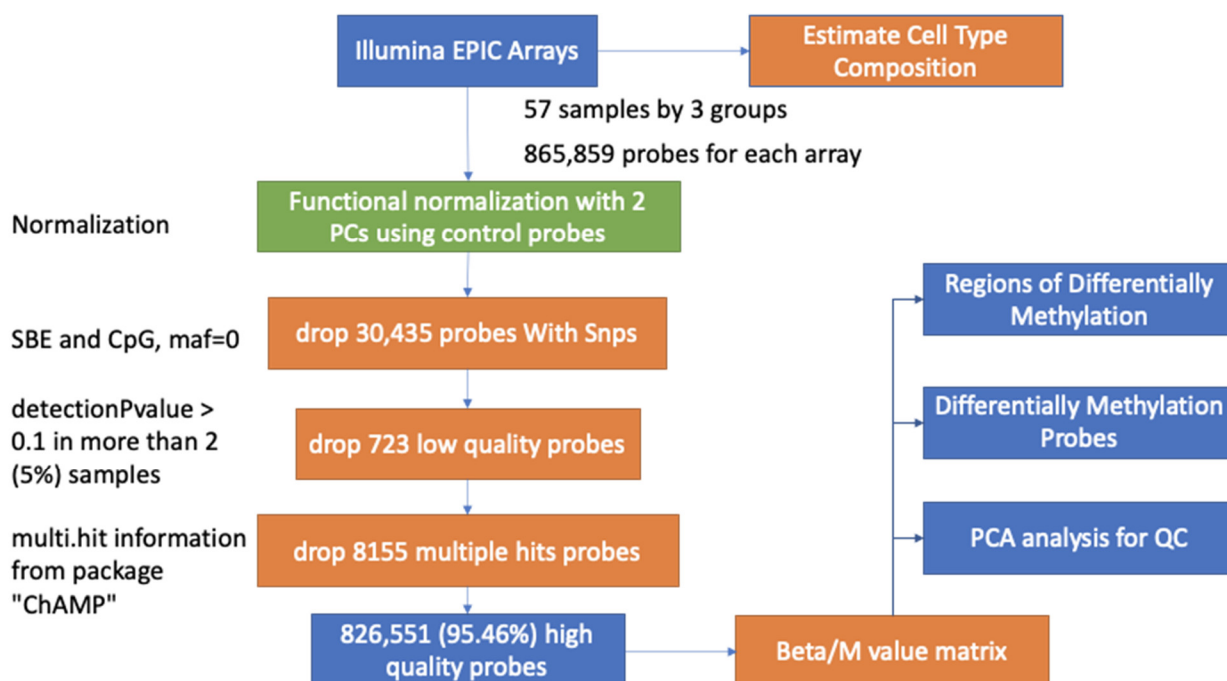 Illumina EPIC Arrays
Estimate Cell Type
Composition
57 samples by 3 groups
865,859 probes for each array
Normalization
Functional normalization with 2
PCs using control probes
SBE and CpG, maf=0
drop 30,435 probes With Snps
detectionPvalue >
0.1 in more than 2
(5%) samples
drop 723 low quality probes
multi.hit information
from package
"ChAMP"
drop 8155 multiple hits probes
826,551 (95.46%) high
quality probes
Beta/M value matrix
Regions of Differentially
Methylation
Differentially Methylation
Probes
PCA analysis for QC